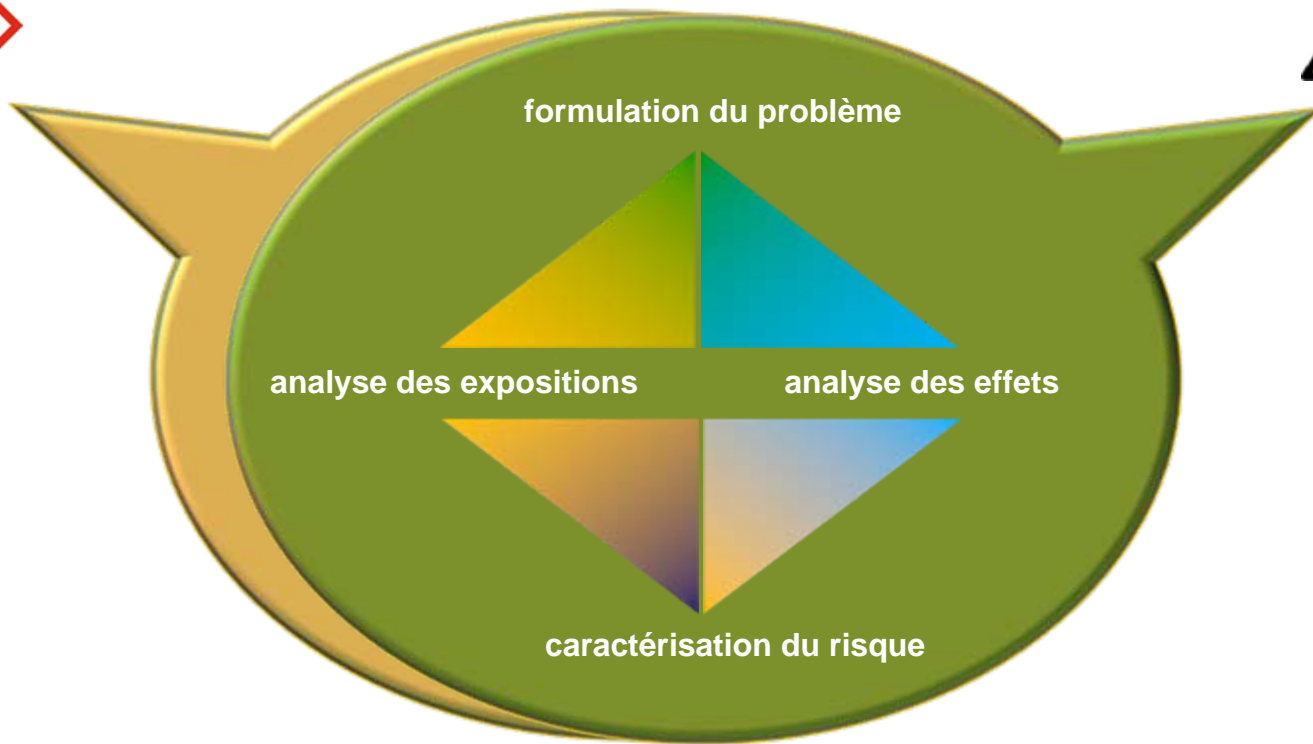 formulation du problème
analyse des expositions
analyse des effets
caractérisation du risque